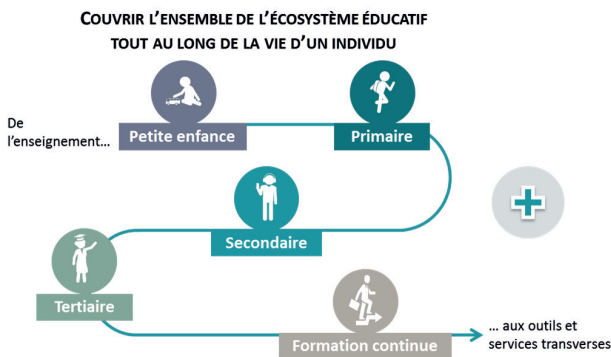 COUVRIR L'ENSEMBLE DE L'ÉCOSYSTÈME ÉDUCATIF
TOUT AU LONG DE LA VIE D'UN INDIVIDU
De
l'enseignement...
Petite enfance
Primaire
Secondaire
Tertiaire
Formation continue
... aux outils et
services transverses